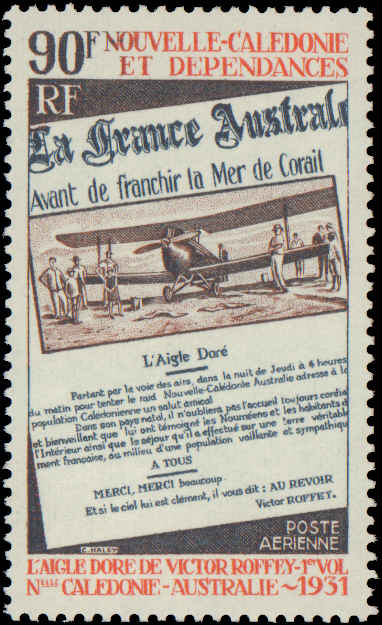 90F NOUVELLE-CALEDONIE
ET DEPENDANCES
RF
La France Australe
Avant de franchir la Mer de Corail
L'Aigle Doré
Partant par la voie des airs, dans la nuit de Jeudi à 4 heures
du matin pour tenter le raid Nouvelle-Calédonie Australie adresse à la
population Calédonienne un salut amical
Dans son pays natal, il n'oubliera pas l'accueil toujours cordial
et bienveillant que lui ont témoigné les Nouméens et les habitants de
l'Intérieur ainsi que le séjour qu'il a effectué sur une terre véritable
ment française, au milieu d'une population vaillante et sympathique
A TOUS
MERCI, MERCI beaucoup.
Et si le ciel lui est clément, il vous dit : AU REVOIR
Victor ROFFEY.
POSTE
AERIENNE
C. HALEY
L'AIGLE DORE DE VICTOR ROFFEY-1er VOL
Nelle CALEDONIE-AUSTRALIE~1931